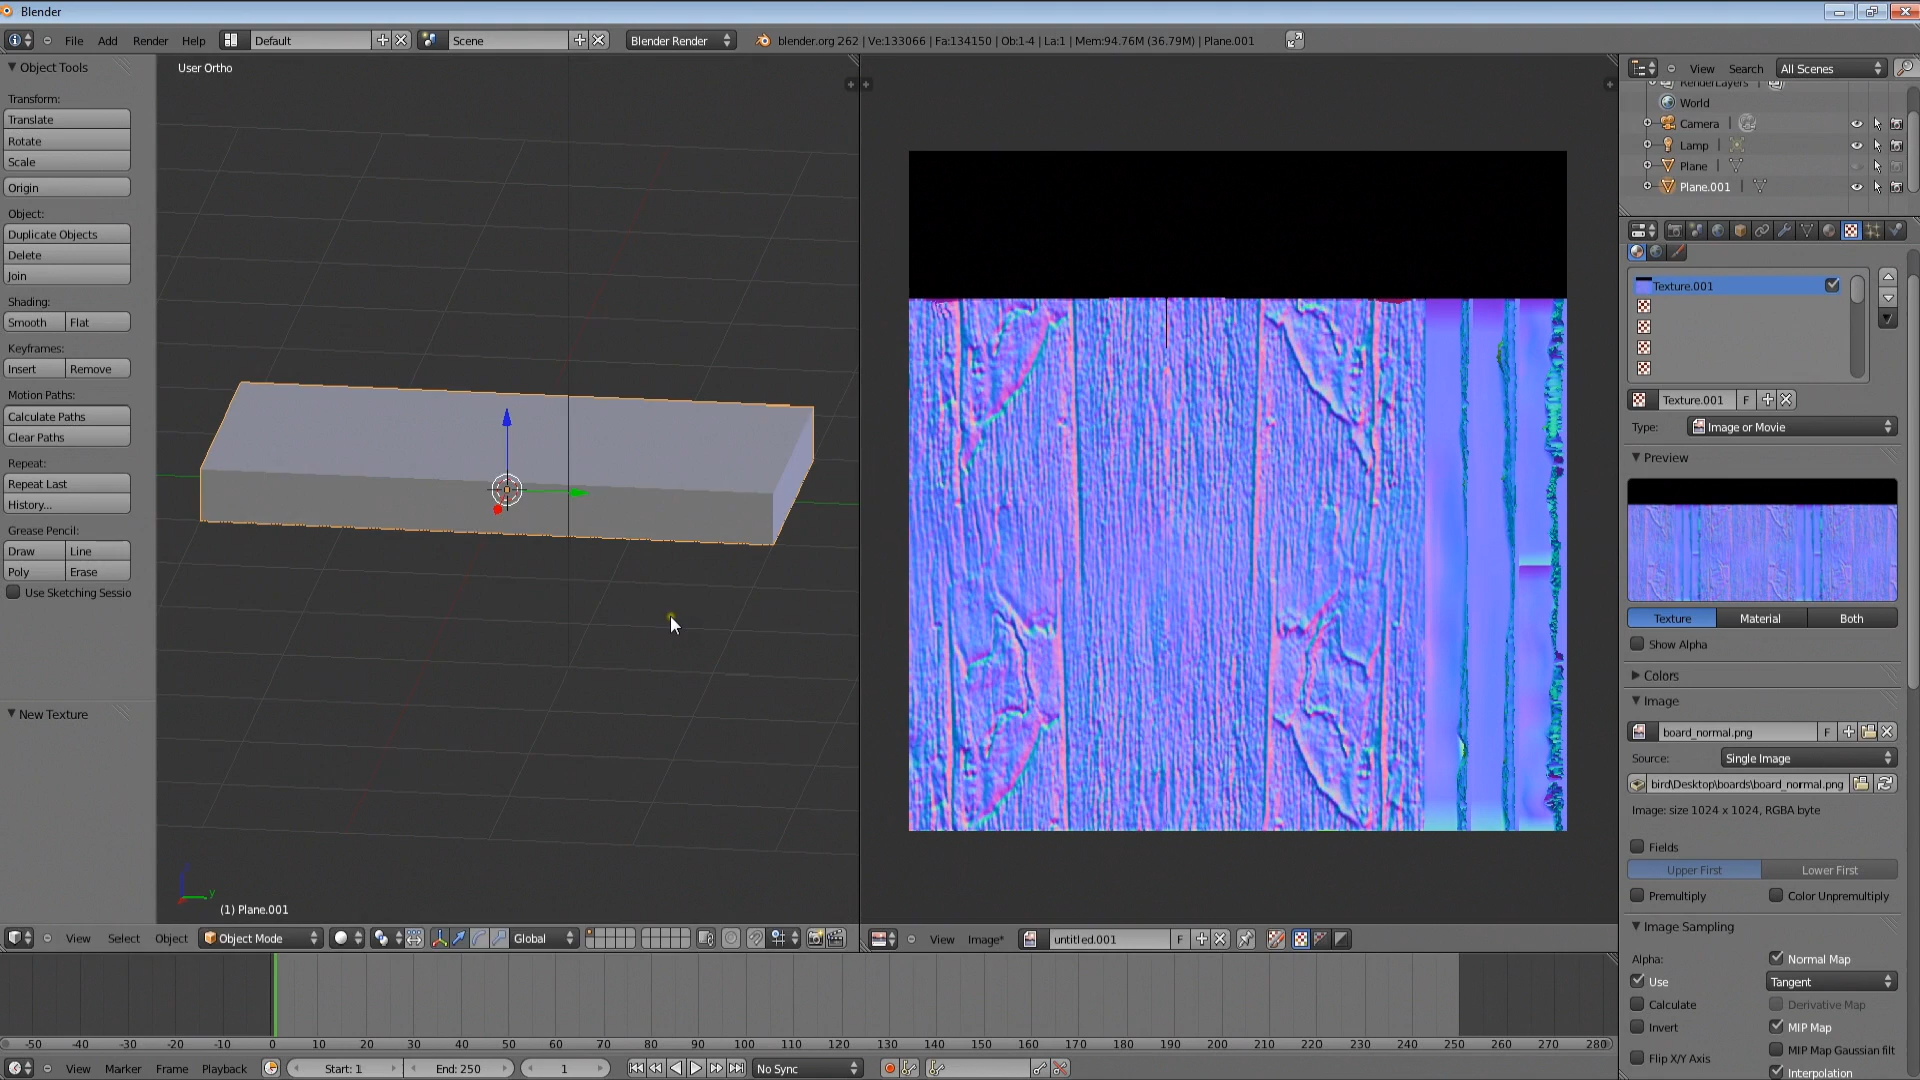 Blender
File Add Render Help Default Scene Blender Render blender.org 262 | Ve:133066 | Fa:134150 | Ob:1-4 | La:1 | Mem:94.76M (36.79M) | Plane.001
Object Tools
Transform:
Translate
Rotate
Scale
Origin
Object:
Duplicate Objects
Delete
Join
Shading:
Smooth Flat
Keyframes:
Insert Remove
Motion Paths:
Calculate Paths
Clear Paths
Repeat:
Repeat Last
History...
Grease Pencil:
Draw Line
Poly Erase
Use Sketching Sessio
New Texture
User Ortho
y
(1) Plane.001
View Select Object Object Mode Global
View Image* untitled.001 F
View Search All Scenes
RenderLayers
World
Camera
Lamp
Plane
Plane.001
Texture.001
Texture.001 F
Type: Image or Movie
Preview
Texture Material Both
Show Alpha
Colors
Image
board_normal.png F
Source: Single Image
bird\Desktop\boards\board_normal.png
Image: size 1024 x 1024, RGBA byte
Fields
Upper First Lower First
Premultiply Color Unpremultiply
Image Sampling
Alpha: Normal Map
Use Tangent
Calculate Derivative Map
Invert MIP Map
MIP Map Gaussian filt
Flip X/Y Axis
Interpolation
-50 -40 -30 -20 -10 0 10 20 30 40 50 60 70 80 90 100 110 120 130 140 150 160 170 180 190 200 210 220 230 240 250 260 270 280
View Marker Frame Playback Start: 1 End: 250 1 No Sync